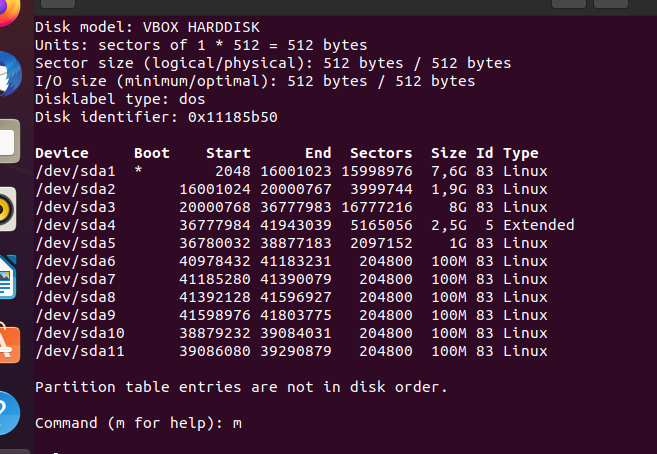 Disk model: VBOX HARDDISK
Units: sectors of 1 * 512 = 512 bytes
Sector size (logical/physical): 512 bytes / 512 bytes
I/O size (minimum/optimal): 512 bytes / 512 bytes
Disklabel type: dos
Disk identifier: 0x11185b50

Device     Boot    Start      End  Sectors  Size Id Type
/dev/sda1  *        2048 16001023 15998976  7,6G 83 Linux
/dev/sda2       16001024 20000767  3999744  1,9G 83 Linux
/dev/sda3       20000768 36777983 16777216    8G 83 Linux
/dev/sda4       36777984 41943039  5165056  2,5G  5 Extended
/dev/sda5       36780032 38877183  2097152    1G 83 Linux
/dev/sda6       40978432 41183231   204800  100M 83 Linux
/dev/sda7       41185280 41390079   204800  100M 83 Linux
/dev/sda8       41392128 41596927   204800  100M 83 Linux
/dev/sda9       41598976 41803775   204800  100M 83 Linux
/dev/sda10      38879232 39084031   204800  100M 83 Linux
/dev/sda11      39086080 39290879   204800  100M 83 Linux

Partition table entries are not in disk order.

Command (m for help): m